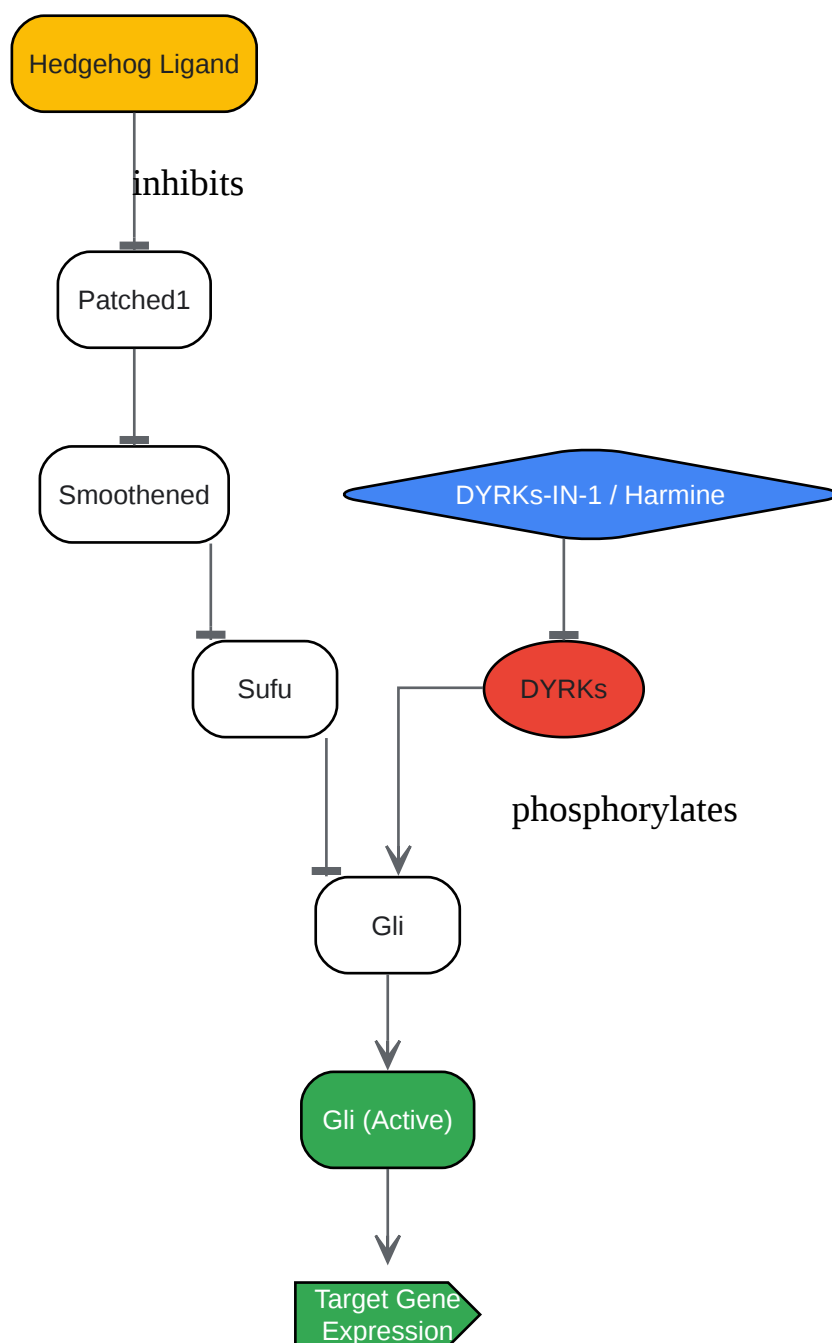 Hedgehog Ligand
inhibits
Patched1
Smoothened
DYRKs-IN-1 / Harmine
Sufu
DYRKs
phosphorylates
Gli
Gli (Active)
Target Gene
Expression